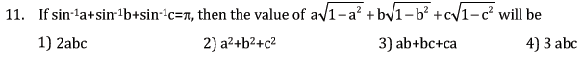 11. If sin⁻¹a+sin⁻¹b+sin⁻¹c=π, then the value of a√1−a² + b√1−b² + c√1−c² will be
1) 2abc 2) a²+b²+c² 3) ab+bc+ca 4) 3 abc